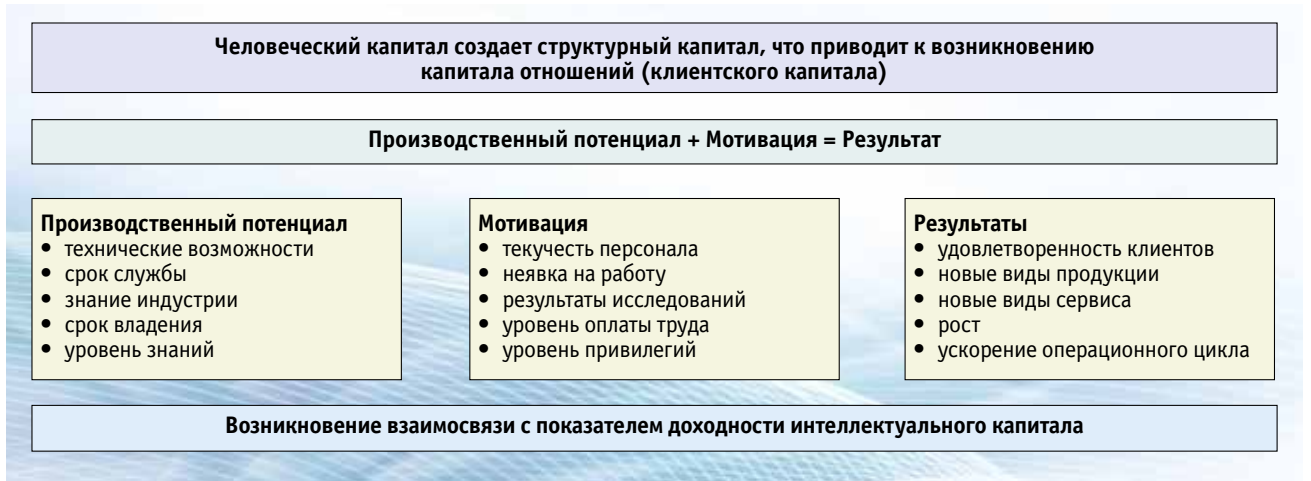 Человеческий капитал создает структурный капитал, что приводит к возникновению
капитала отношений (клиентского капитала)
Производственный потенциал + Мотивация = Результат
Производственный потенциал
• технические возможности
• срок службы
• знание индустрии
• срок владения
• уровень знаний
Мотивация
• текучесть персонала
• неявка на работу
• результаты исследований
• уровень оплаты труда
• уровень привилегий
Результаты
• удовлетворенность клиентов
• новые виды продукции
• новые виды сервиса
• рост
• ускорение операционного цикла
Возникновение взаимосвязи с показателем доходности интеллектуального капитала